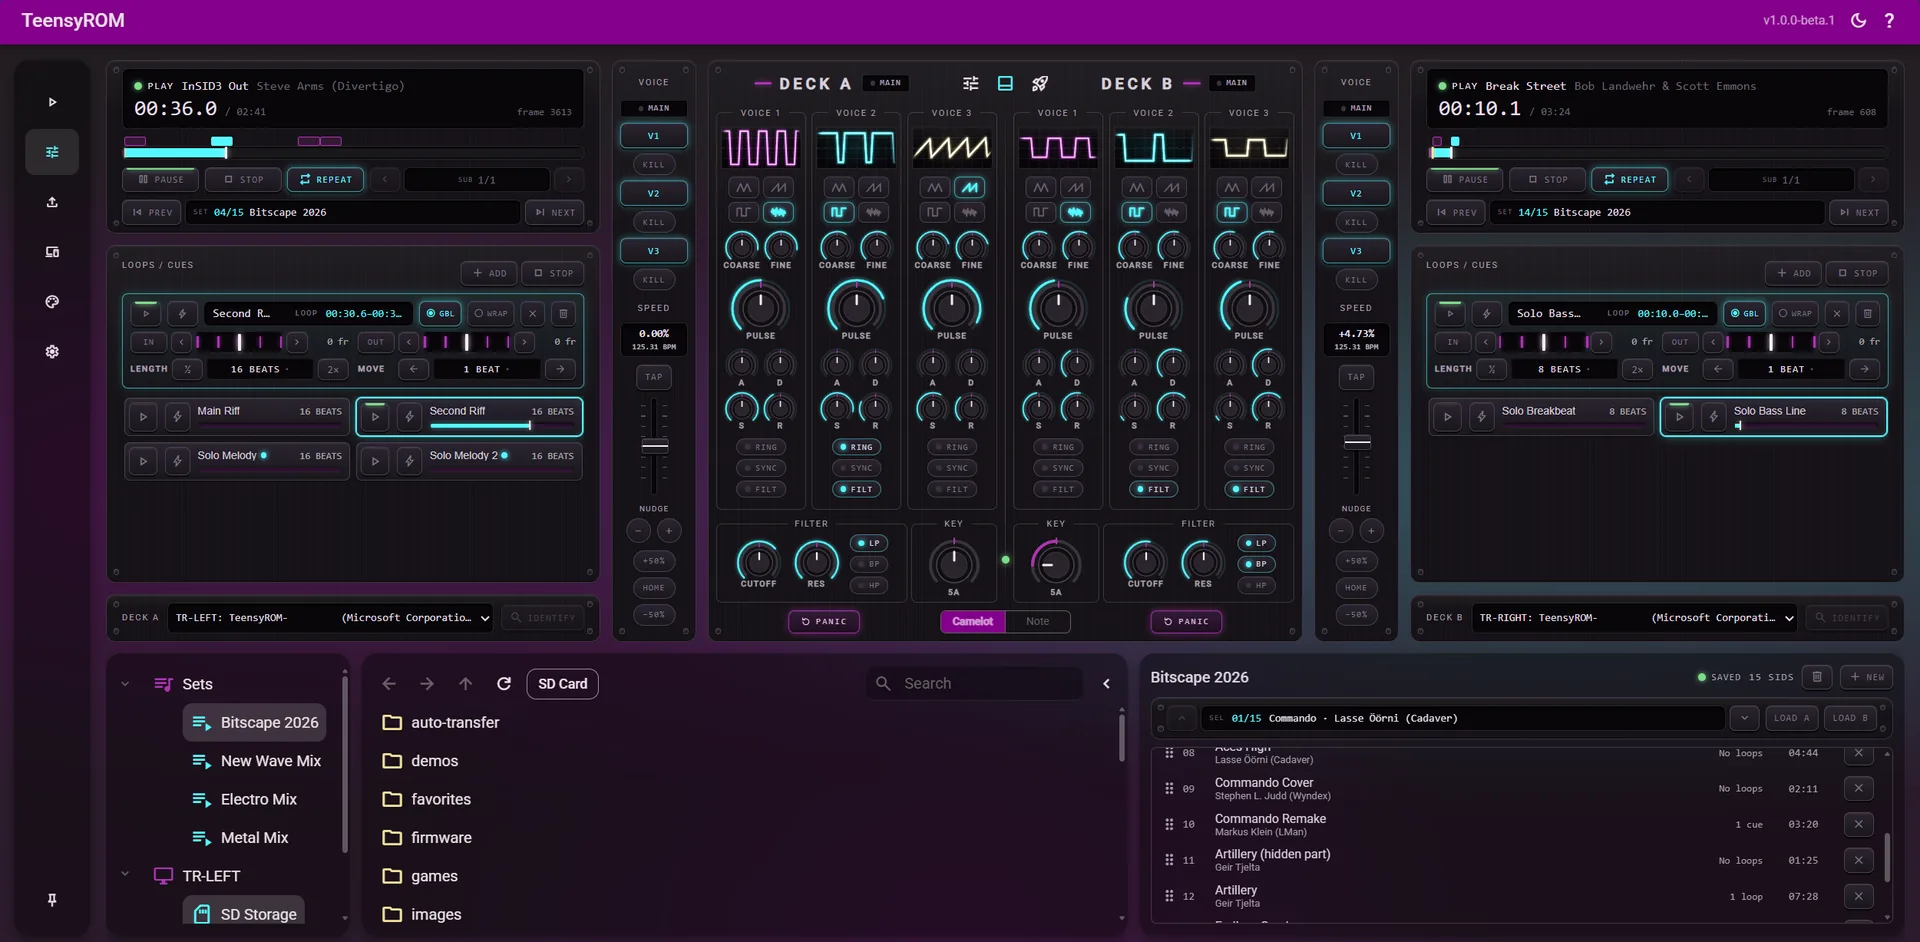 TeensyROM
v1.0.0-beta.1 ?
PLAY InSID3 Out Steve Arms (Divertigo)
00:36.0 / 02:41 frame 3613
PAUSE STOP REPEAT SUB 1/1
PREV SET 04/15 Bitscape 2026 NEXT
LOOPS / CUES + ADD STOP
Second R… LOOP 00:30.6–00:3… GBL WRAP
IN 0 fr OUT 0 fr
LENGTH ½ 16 BEATS 2x MOVE 1 BEAT
Main Riff 16 BEATS
Second Riff 16 BEATS
Solo Melody 16 BEATS
Solo Melody 2 16 BEATS
DECK A TR-LEFT: TeensyROM- (Microsoft Corporatio… IDENTIFY
VOICE
MAIN
V1
KILL
V2
KILL
V3
KILL
SPEED
0.00%
125.31 BPM
TAP
NUDGE
− +
+50%
HOME
-50%
DECK A MAIN
DECK B MAIN
VOICE 1 VOICE 2 VOICE 3 VOICE 1 VOICE 2 VOICE 3
COARSE FINE COARSE FINE COARSE FINE COARSE FINE COARSE FINE COARSE FINE
PULSE PULSE PULSE PULSE PULSE PULSE
A D A D A D A D A D A D
S R S R S R S R S R S R
RING RING RING RING RING RING
SYNC SYNC SYNC SYNC SYNC SYNC
FILT FILT FILT FILT FILT FILT
FILTER KEY KEY FILTER
LP LP
BP BP
HP HP
CUTOFF RES 5A 5A CUTOFF RES
PANIC Camelot Note PANIC
VOICE
MAIN
V1
KILL
V2
KILL
V3
KILL
SPEED
+4.73%
125.31 BPM
TAP
NUDGE
− +
+50%
HOME
-50%
PLAY Break Street Bob Landwehr & Scott Emmons
00:10.1 / 03:24 frame 608
PAUSE STOP REPEAT SUB 1/1
PREV SET 14/15 Bitscape 2026 NEXT
LOOPS / CUES + ADD STOP
Solo Bass… LOOP 00:10.0–00:… GBL WRAP
IN 0 fr OUT 0 fr
LENGTH ½ 8 BEATS 2x MOVE 1 BEAT
Solo Breakbeat 8 BEATS
Solo Bass Line 8 BEATS
DECK B TR-RIGHT: TeensyROM- (Microsoft Corporati… IDENTIFY
Sets
Bitscape 2026
New Wave Mix
Electro Mix
Metal Mix
TR-LEFT
SD Storage
SD Card Search
auto-transfer
demos
favorites
firmware
games
images
Bitscape 2026 SAVED 15 SIDS + NEW
SEL 01/15 Commando · Lasse Öörni (Cadaver) LOAD A LOAD B
08 Aces High No loops 04:44
Lasse Öörni (Cadaver)
09 Commando Cover No loops 02:11
Stephen L. Judd (Wyndex)
10 Commando Remake 1 cue 03:20
Markus Klein (LMan)
11 Artillery (hidden part) No loops 01:25
Geir Tjelta
12 Artillery 1 loop 07:28
Geir Tjelta